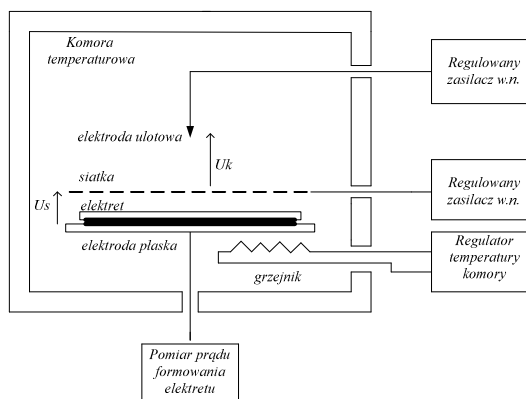 Komora
temperaturowa
Regulowany
zasilacz w.n.
elektroda ulotowa
Uk
siatka
Us
elektret
elektroda płaska
grzejnik
Regulowany
zasilacz w.n.
Regulator
temperatury
komory
Pomiar prądu
formowania
elektretu